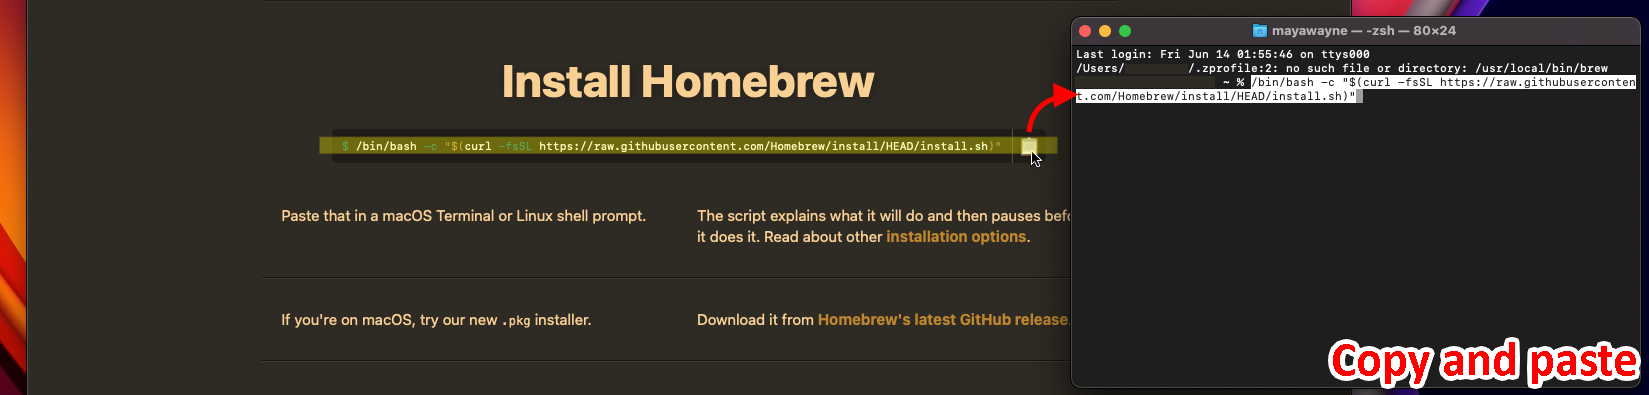 Install Homebrew
$ /bin/bash -c "$(curl -fsSL https://raw.githubusercontent.com/Homebrew/install/HEAD/install.sh)"
Paste that in a macOS Terminal or Linux shell prompt.
The script explains what it will do and then pauses befo
it does it. Read about other installation options.
If you're on macOS, try our new .pkg installer.
Download it from Homebrew's latest GitHub release.
mayawayne — -zsh — 80×24
Last login: Fri Jun 14 01:55:46 on ttys000
/Users/ /.zprofile:2: no such file or directory: /usr/local/bin/brew
~ % /bin/bash -c "$(curl -fsSL https://raw.githubuserconten
t.com/Homebrew/install/HEAD/install.sh)"
Copy and paste